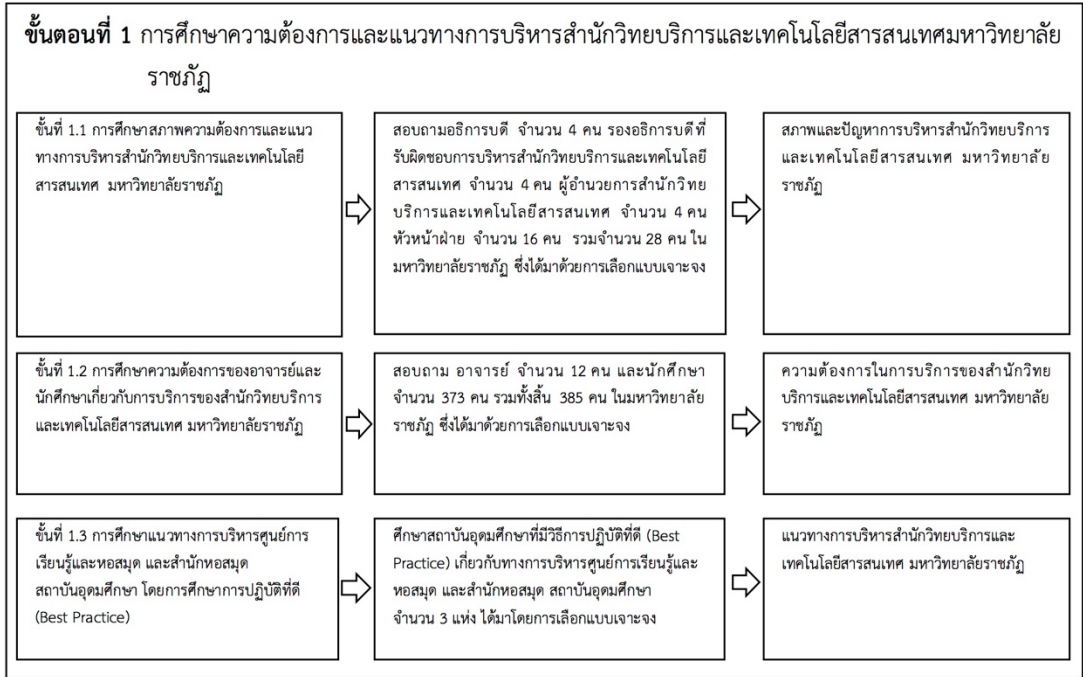 ขั้นตอนที่ 1 การศึกษาความต้องการและแนวทางการบริหารสำนักวิทยบริการและเทคโนโลยีสารสนเทศมหาวิทยาลัย
ราชภัฏ
ขั้นที่ 1.1 การศึกษาสภาพความต้องการและแนว
ทางการบริหารสำนักวิทยบริการและเทคโนโลยี
สารสนเทศ มหาวิทยาลัยราชภัฏ
สอบถามอธิการบดี จำนวน 4 คน รองอธิการบดีที่
รับผิดชอบการบริหารสำนักวิทยบริการและเทคโนโลยี
สารสนเทศ จำนวน 4 คน ผู้อำนวยการสำนักวิทย
บริการและเทคโนโลยีสารสนเทศ จำนวน 4 คน
หัวหน้าฝ่าย จำนวน 16 คน รวมจำนวน 28 คน ใน
มหาวิทยาลัยราชภัฏ ซึ่งได้มาด้วยการเลือกแบบเจาะจง
สภาพและปัญหาการบริหารสำนักวิทยบริการ
และเทคโนโลยีสารสนเทศ มหาวิทยาลัย
ราชภัฏ
ขั้นที่ 1.2 การศึกษาความต้องการของอาจารย์และ
นักศึกษาเกี่ยวกับการบริการของสำนักวิทยบริการ
และเทคโนโลยีสารสนเทศ มหาวิทยาลัยราชภัฏ
สอบถาม อาจารย์ จำนวน 12 คน และนักศึกษา
จำนวน 373 คน รวมทั้งสิ้น 385 คน ในมหาวิทยาลัย
ราชภัฏ ซึ่งได้มาด้วยการเลือกแบบเจาะจง
ความต้องการในการบริการของสำนักวิทย
บริการและเทคโนโลยีสารสนเทศ มหาวิทยาลัย
ราชภัฏ
ขั้นที่ 1.3 การศึกษาแนวทางการบริหารศูนย์การ
เรียนรู้และหอสมุด และสำนักหอสมุด
สถาบันอุดมศึกษา โดยการศึกษาการปฏิบัติที่ดี
(Best Practice)
ศึกษาสถาบันอุดมศึกษาที่มีวิธีการปฏิบัติที่ดี (Best
Practice) เกี่ยวกับทางการบริหารศูนย์การเรียนรู้และ
หอสมุด และสำนักหอสมุด สถาบันอุดมศึกษา
จำนวน 3 แห่ง ได้มาโดยการเลือกแบบเจาะจง
แนวทางการบริหารสำนักวิทยบริการและ
เทคโนโลยีสารสนเทศ มหาวิทยาลัยราชภัฏ